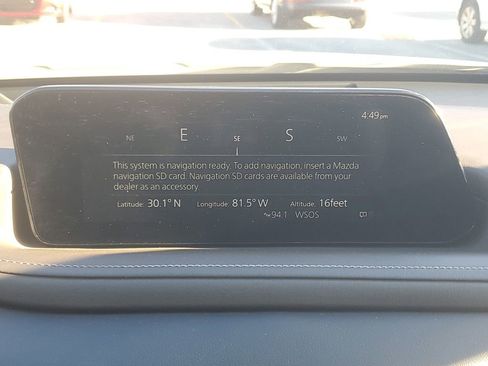 4:49pm
NE E SE S SW
This system is navigation ready. To add navigation, insert a Mazda
navigation SD card. Navigation SD cards are available from your
dealer as an accessory.
Latitude: 30.1° N Longitude: 81.5° W Altitude: 16feet
94.1 WSOS